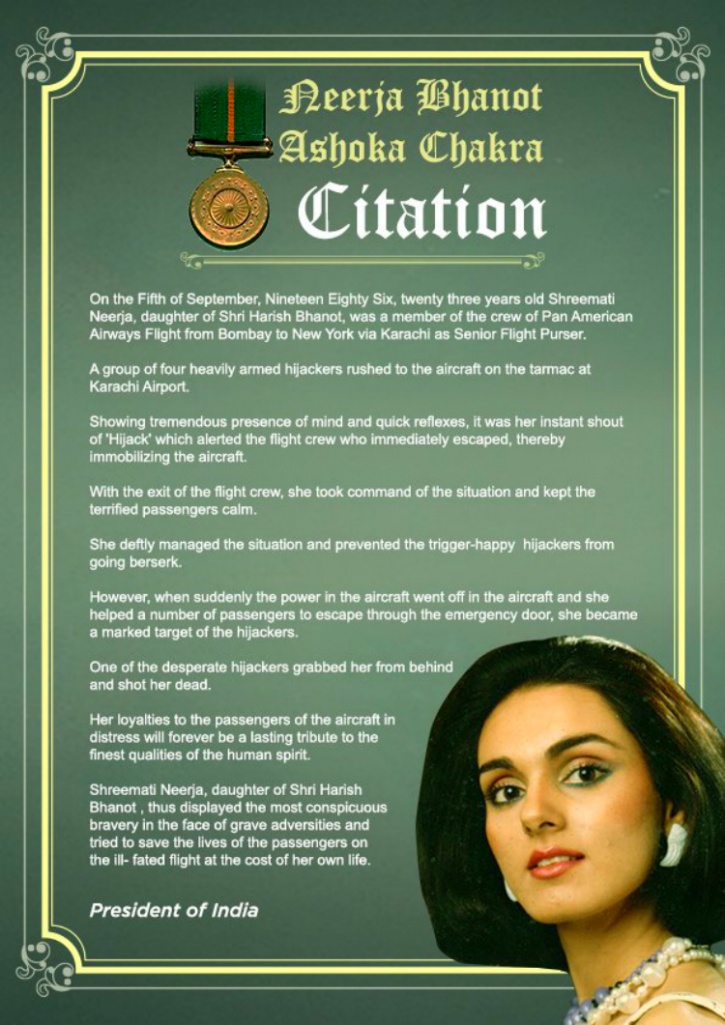 Neerja Bhanot
Ashoka Chakra
Citation
On the Fifth of September, Nineteen Eighty Six, twenty three years old Shreemati
Neerja, daughter of Shri Harish Bhanot, was a member of the crew of Pan American
Airways Flight from Bombay to New York via Karachi as Senior Flight Purser.
A group of four heavily armed hijackers rushed to the aircraft on the tarmac at
Karachi Airport.
Showing tremendous presence of mind and quick reflexes, it was her instant shout
of 'Hijack' which alerted the flight crew who immediately escaped, thereby
immobilizing the aircraft.
With the exit of the flight crew, she took command of the situation and kept the
terrified passengers calm.
She deftly managed the situation and prevented the trigger-happy hijackers from
going berserk.
However, when suddenly the power in the aircraft went off in the aircraft and she
helped a number of passengers to escape through the emergency door, she became
a marked target of the hijackers.
One of the desperate hijackers grabbed her from behind
and shot her dead.
Her loyalties to the passengers of the aircraft in
distress will forever be a lasting tribute to the
finest qualities of the human spirit.
Shreemati Neerja, daughter of Shri Harish
Bhanot , thus displayed the most conspicuous
bravery in the face of grave adversities and
tried to save the lives of the passengers on
the ill- fated flight at the cost of her own life.
President of India